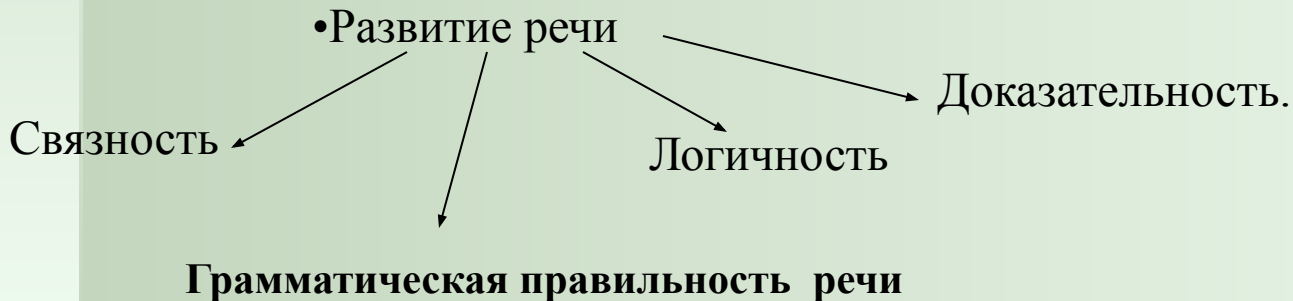 •Развитие речи
Доказательность.
Связность
Логичность
Грамматическая правильность речи